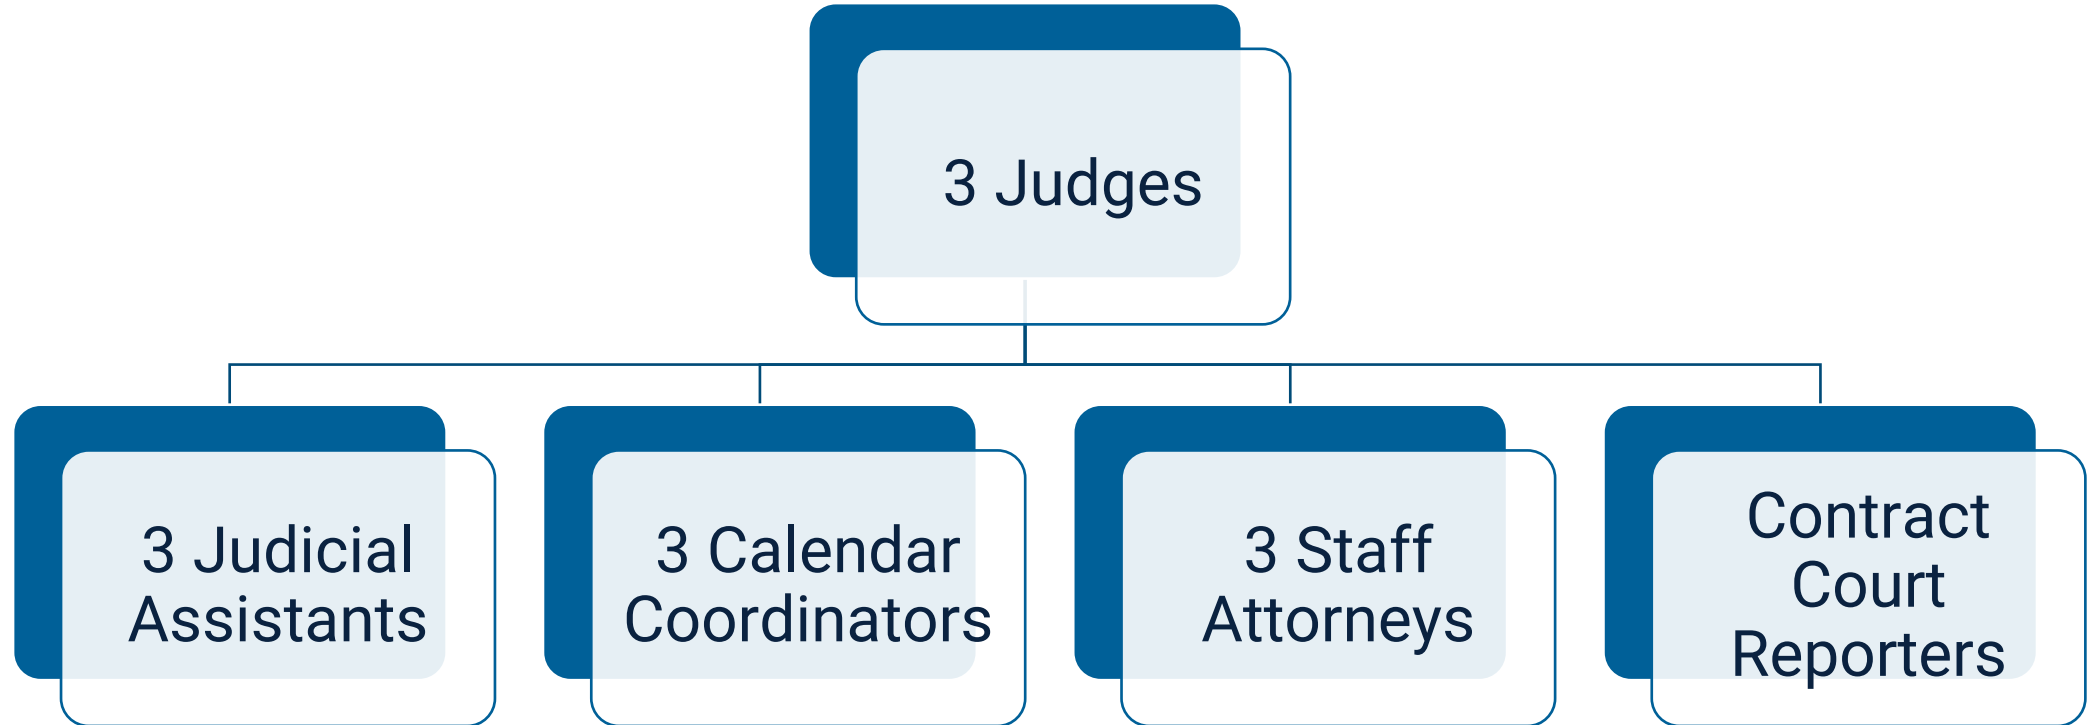 3 Judges
3 Judicial
Assistants
3 Calendar
Coordinators
3 Staff
Attorneys
Contract
Court
Reporters